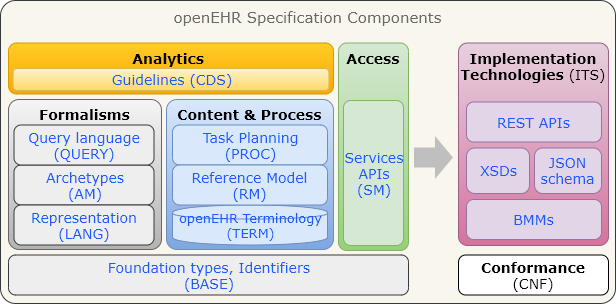 openEHR Specification Components
Analytics
Guidelines (CDS)
Access
Services
APIs
(SM)
Formalisms
Query language
(QUERY)
Archetypes
(AM)
Representation
(LANG)
Content & Process
Task Planning
(PROC)
Reference Model
(RM)
openEHR Terminology
(TERM)
Foundation types, Identifiers
(BASE)
Implementation
Technologies (ITS)
REST APIs
XSDs
JSON
schema
BMMs
Conformance
(CNF)